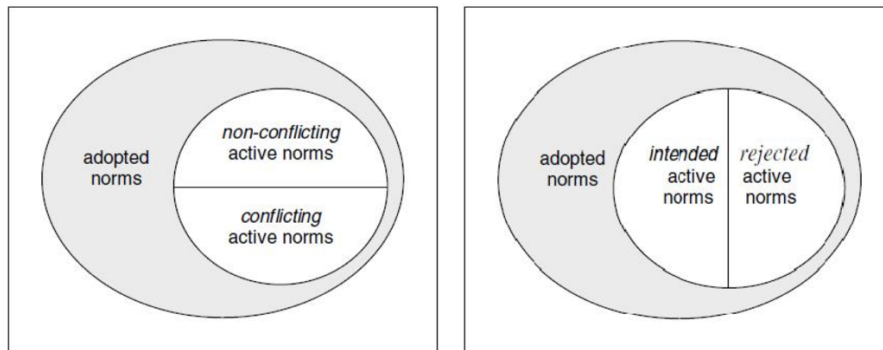 adopted
norms
non-conflicting
active norms
conflicting
active norms
adopted
norms
intended
active
norms
rejected
active
norms